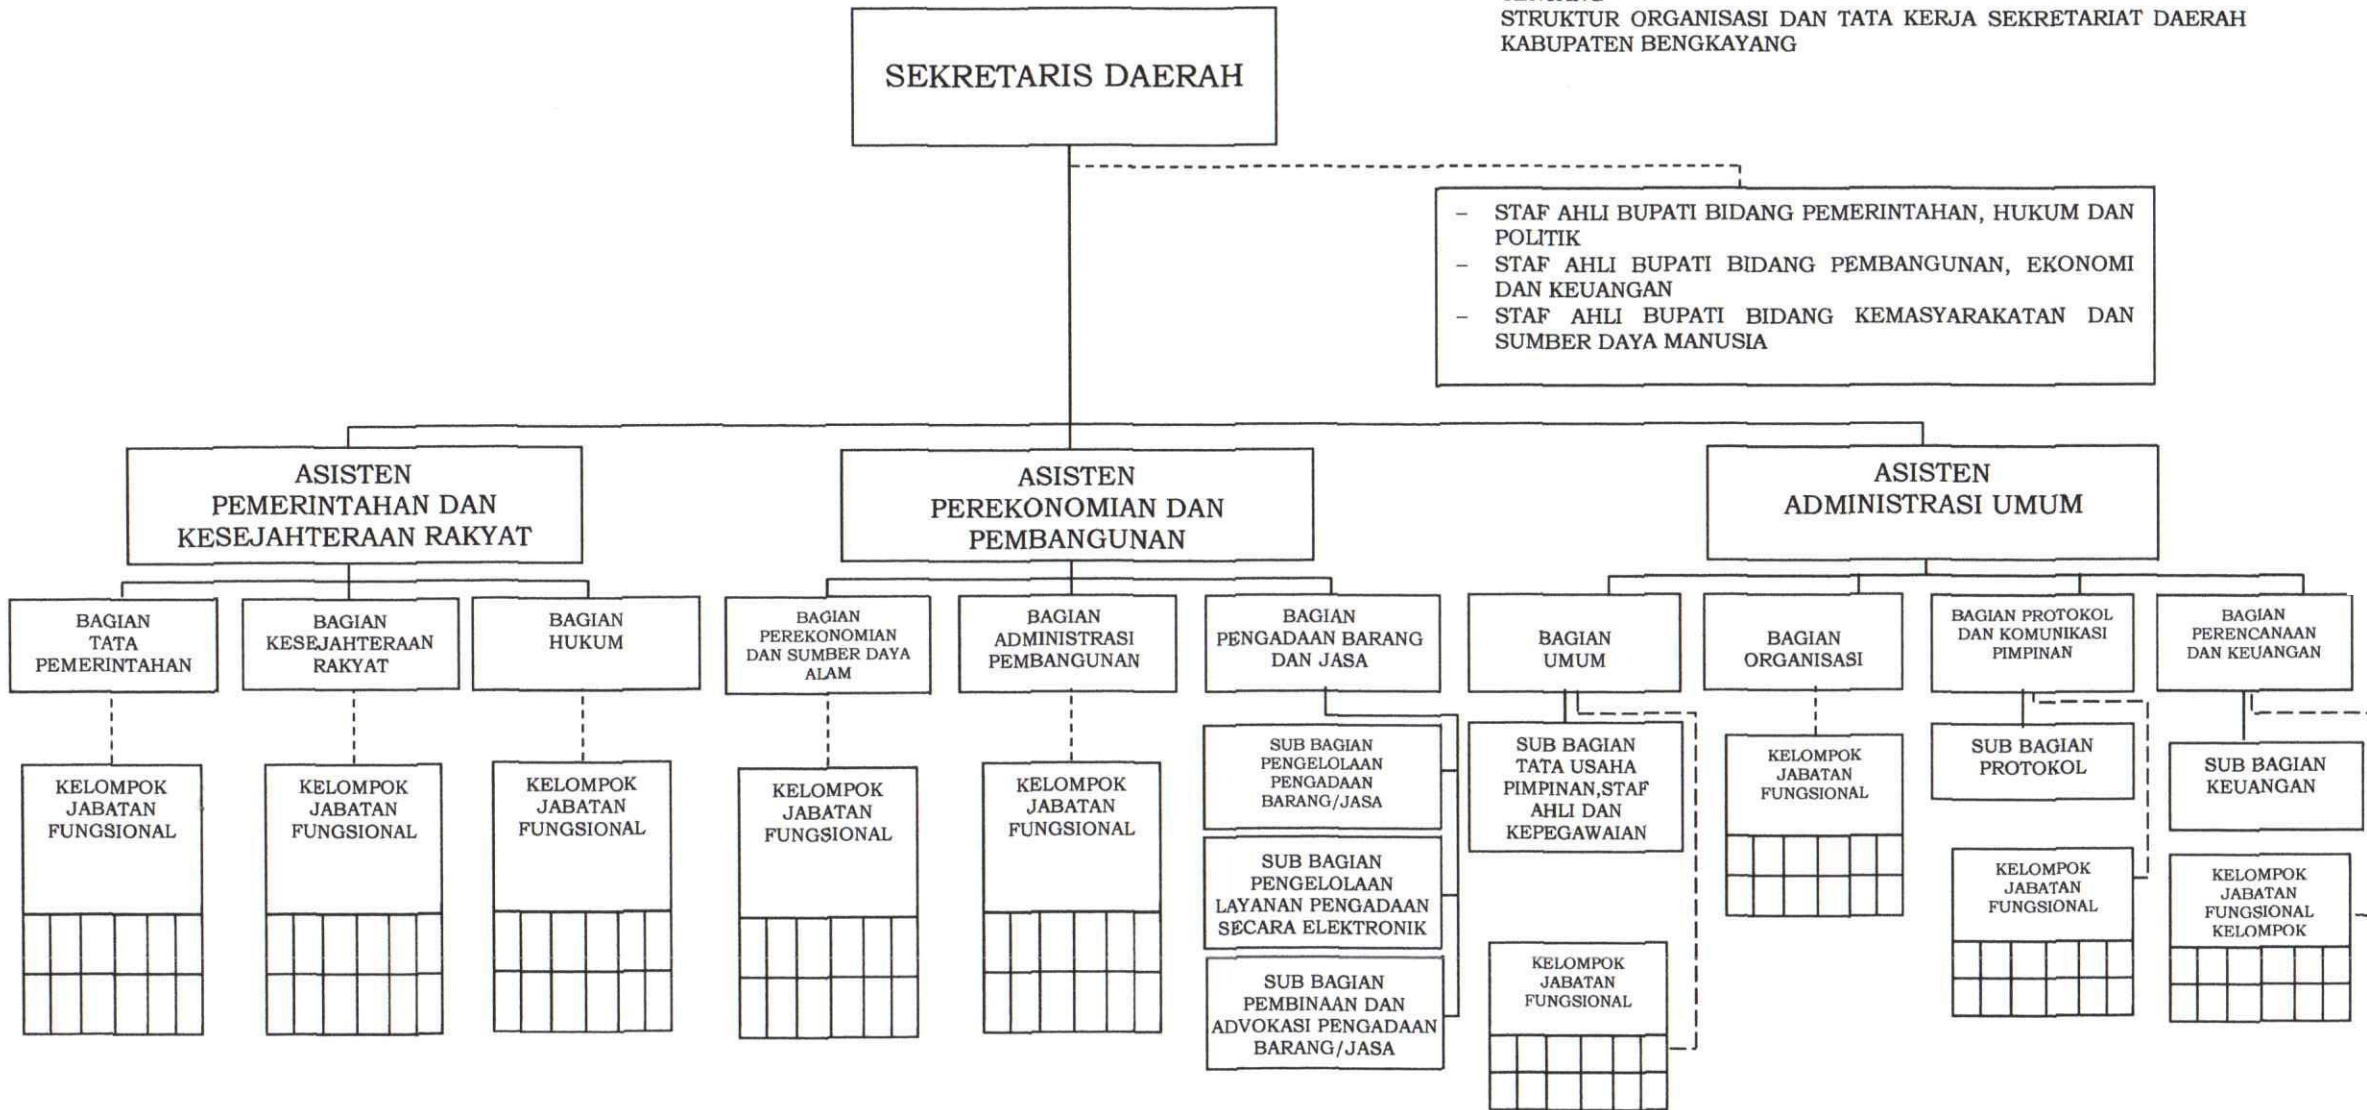 TENTANG
STRUKTUR ORGANISASI DAN TATA KERJA SEKRETARIAT DAERAH
KABUPATEN BENGKAYANG
SEKRETARIS DAERAH
– STAF AHLI BUPATI BIDANG PEMERINTAHAN, HUKUM DAN
POLITIK
– STAF AHLI BUPATI BIDANG PEMBANGUNAN, EKONOMI
DAN KEUANGAN
– STAF AHLI BUPATI BIDANG KEMASYARAKATAN DAN
SUMBER DAYA MANUSIA
ASISTEN
PEMERINTAHAN DAN
KESEJAHTERAAN RAKYAT
ASISTEN
PEREKONOMIAN DAN
PEMBANGUNAN
ASISTEN
ADMINISTRASI UMUM
BAGIAN
TATA
PEMERINTAHAN
BAGIAN
KESEJAHTERAAN
RAKYAT
BAGIAN
HUKUM
BAGIAN
PEREKONOMIAN
DAN SUMBER DAYA
ALAM
BAGIAN
ADMINISTRASI
PEMBANGUNAN
BAGIAN
PENGADAAN BARANG
DAN JASA
BAGIAN
UMUM
BAGIAN
ORGANISASI
BAGIAN PROTOKOL
DAN KOMUNIKASI
PIMPINAN
BAGIAN
PERENCANAAN
DAN KEUANGAN
KELOMPOK
JABATAN
FUNGSIONAL
KELOMPOK
JABATAN
FUNGSIONAL
KELOMPOK
JABATAN
FUNGSIONAL
KELOMPOK
JABATAN
FUNGSIONAL
KELOMPOK
JABATAN
FUNGSIONAL
SUB BAGIAN
PENGELOLAAN
PENGADAAN
BARANG/JASA
SUB BAGIAN
PENGELOLAAN
LAYANAN PENGADAAN
SECARA ELEKTRONIK
SUB BAGIAN
PEMBINAAN DAN
ADVOKASI PENGADAAN
BARANG/JASA
SUB BAGIAN
TATA USAHA
PIMPINAN,STAF
AHLI DAN
KEPEGAWAIAN
KELOMPOK
JABATAN
FUNGSIONAL
KELOMPOK
JABATAN
FUNGSIONAL
SUB BAGIAN
PROTOKOL
KELOMPOK
JABATAN
FUNGSIONAL
SUB BAGIAN
KEUANGAN
KELOMPOK
JABATAN
FUNGSIONAL
KELOMPOK